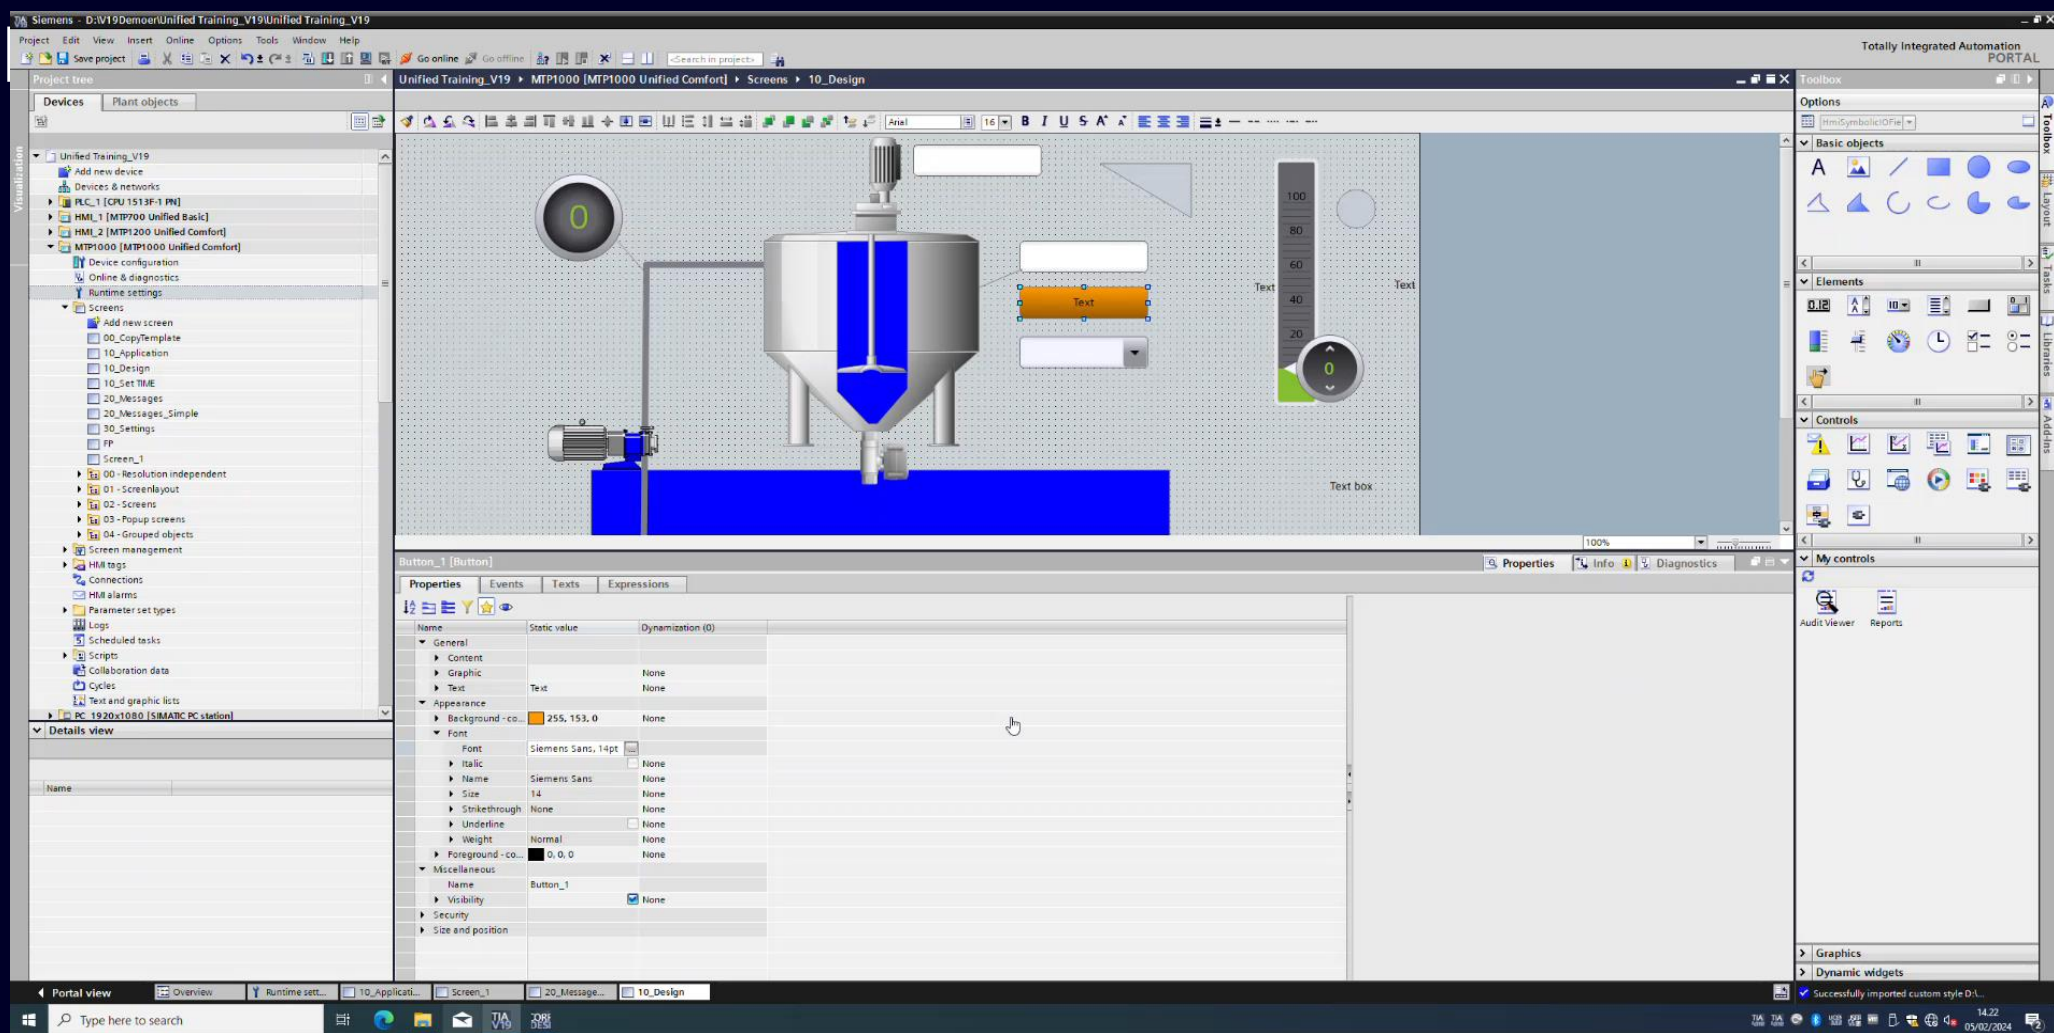 Siemens - D:\V19Demoer\Unified Training_V19\Unified Training_V19
Project Edit View Insert Online Options Tools Window Help
Totally Integrated Automation
PORTAL
Save project
Go online
Go offline
<Search in project>
Project tree
Unified Training_V19 ▸ MTP1000 [MTP1000 Unified Comfort] ▸ Screens ▸ 10_Design
Toolbox
Devices
Plant objects
Options
Arial
16
B I U S
HmiSymbolicIOFie
Visualization
Unified Training_V19
Add new device
Devices & networks
PLC_1 [CPU 1513F-1 PN]
HMI_1 [MTP700 Unified Basic]
HMI_2 [MTP1200 Unified Comfort]
MTP1000 [MTP1000 Unified Comfort]
Device configuration
Online & diagnostics
Runtime settings
Screens
Add new screen
00_CopyTemplate
10_Application
10_Design
10_Set TIME
20_Messages
20_Messages_Simple
30_Settings
FP
Screen_1
00 - Resolution independent
01 - Screenlayout
02 - Screens
03 - Popup screens
04 - Grouped objects
Screen management
HMI tags
Connections
HMI alarms
Parameter set types
Logs
Scheduled tasks
Scripts
Collaboration data
Cycles
Text and graphic lists
PC 1920x1080 [SIMATIC PC station]
Details view
Name
0
Text
100
80
60
40
20
Text
Text
0
Text box
100%
Button_1 [Button]
Properties
Info
Diagnostics
Properties
Events
Texts
Expressions
Name Static value Dynamization (0)
General
Content
Graphic None
Text Text None
Appearance
Background - co... 255, 153, 0 None
Font
Font Siemens Sans, 14pt
Italic None
Name Siemens Sans None
Size 14 None
Strikethrough None None
Underline None
Weight Normal None
Foreground - co... 0, 0, 0 None
Miscellaneous
Name Button_1
Visibility None
Security
Size and position
Basic objects
Elements
Controls
My controls
Audit Viewer
Reports
Graphics
Dynamic widgets
Toolbox
Layout
Tasks
Libraries
Add-Ins
Portal view
Overview
Runtime sett...
10_Applicati...
Screen_1
20_Message...
10_Design
Successfully imported custom style D:\...
Type here to search
14.22
05/02/2024